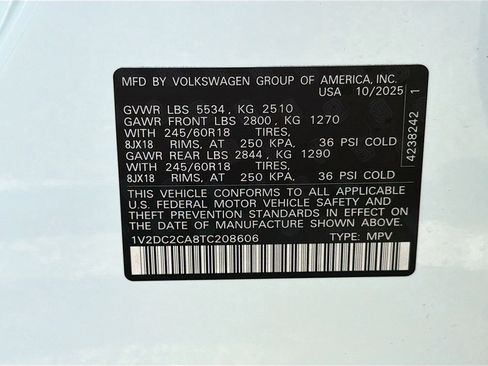 MFD BY VOLKSWAGEN GROUP OF AMERICA, INC.
USA 10/2025
GVWR LBS 5534, KG 2510
GAWR FRONT LBS 2800, KG 1270
WITH 245/60R18 TIRES,
8JX18 RIMS, AT 250 KPA, 36 PSI COLD
GAWR REAR LBS 2844, KG 1290
WITH 245/60R18 TIRES,
8JX18 RIMS, AT 250 KPA, 36 PSI COLD
THIS VEHICLE CONFORMS TO ALL APPLICABLE
U.S. FEDERAL MOTOR VEHICLE SAFETY AND
THEFT PREVENTION STANDARDS IN EFFECT ON
THE DATE OF MANUFACTURE SHOWN ABOVE.
1V2DC2CA8TC208606 TYPE: MPV
4238242 1